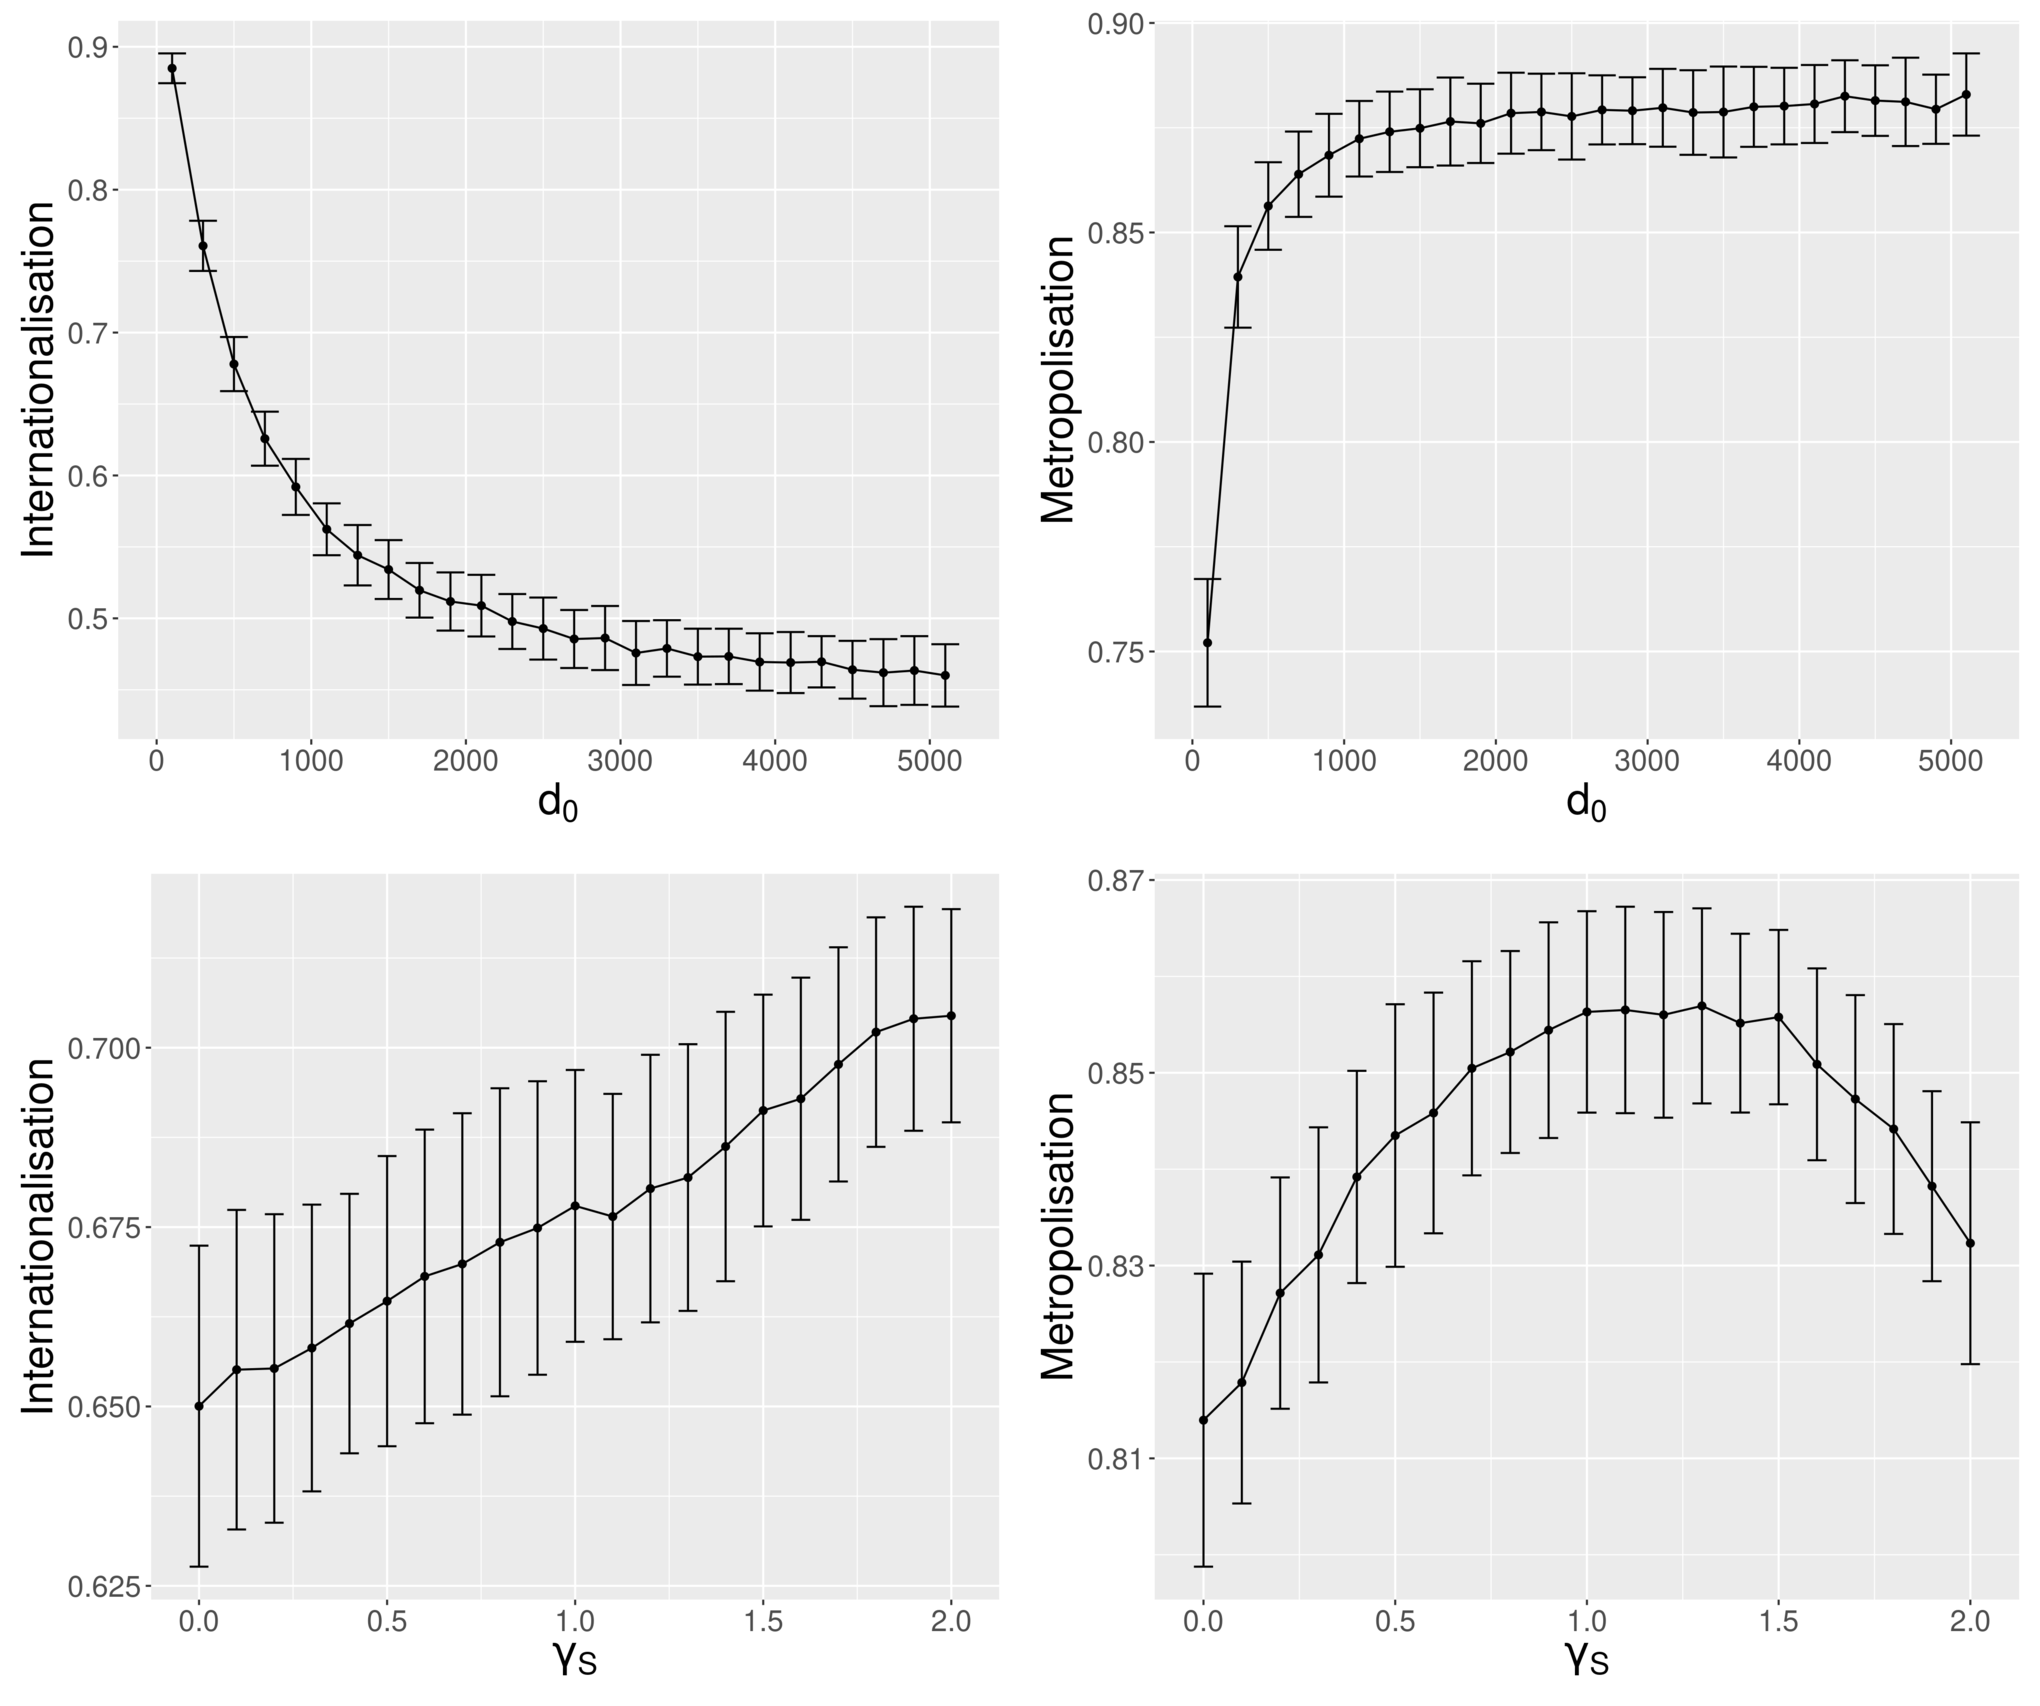 Internationalisation
0.9
0.8
0.7
0.6
0.5
0 1000 2000 3000 4000 5000
d0
Metropolisation
0.90
0.85
0.80
0.75
0 1000 2000 3000 4000 5000
d0
Internationalisation
0.700
0.675
0.650
0.625
0.0 0.5 1.0 1.5 2.0
γS
Metropolisation
0.87
0.85
0.83
0.81
0.0 0.5 1.0 1.5 2.0
γS